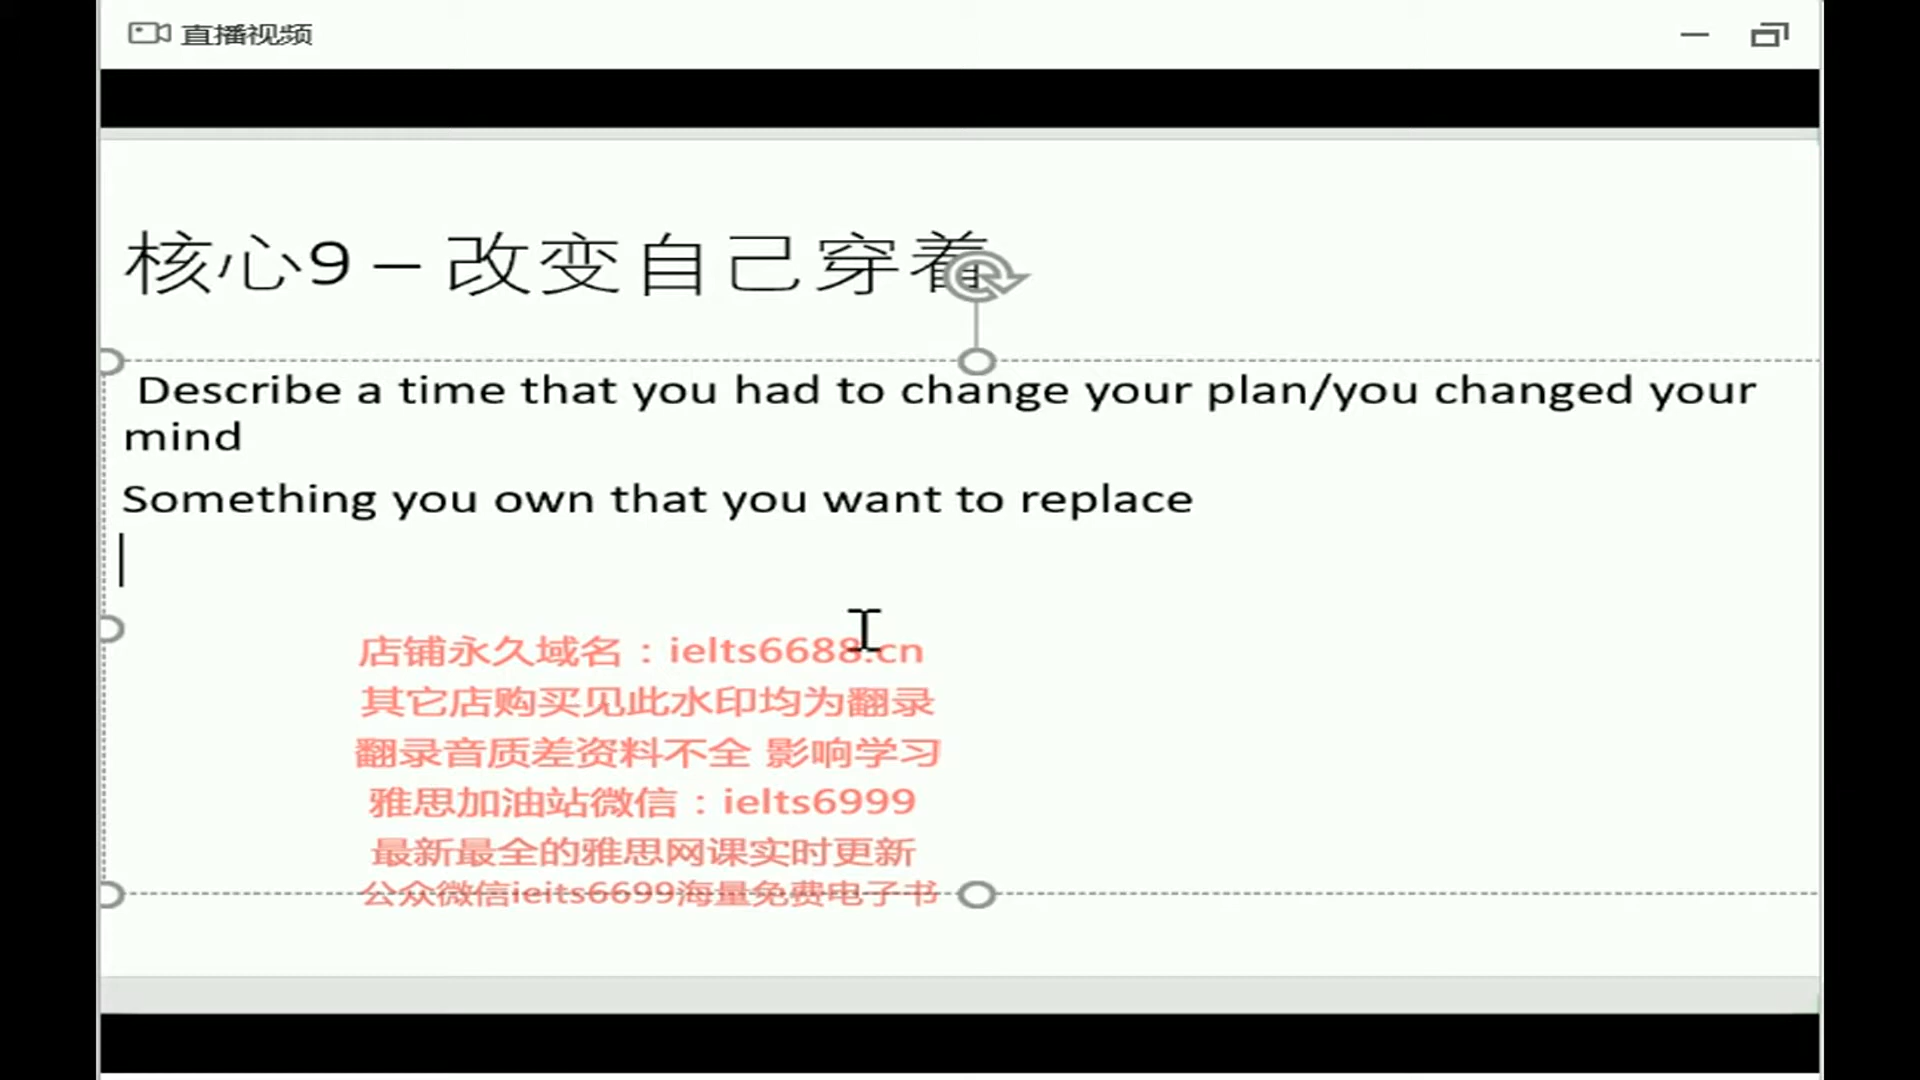 直播视频
核心9 – 改变自己穿着
Describe a time that you had to change your plan/you changed your
mind
Something you own that you want to replace
店铺永久域名：ielts6688.cn
其它店购买见此水印均为翻录
翻录音质差资料不全 影响学习
雅思加油站微信：ielts6999
最新最全的雅思网课实时更新
公众微信ieits6699海量免费电子书